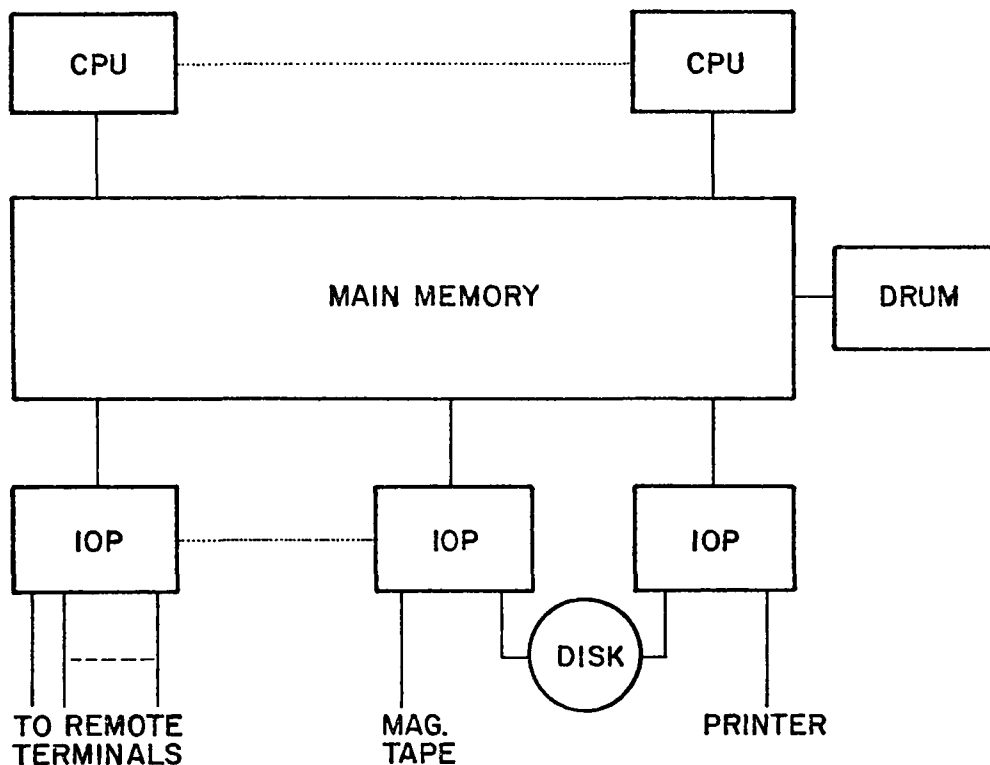 CPU
CPU
MAIN MEMORY
DRUM
IOP
IOP
IOP
DISK
TO REMOTE
TERMINALS
MAG.
TAPE
PRINTER